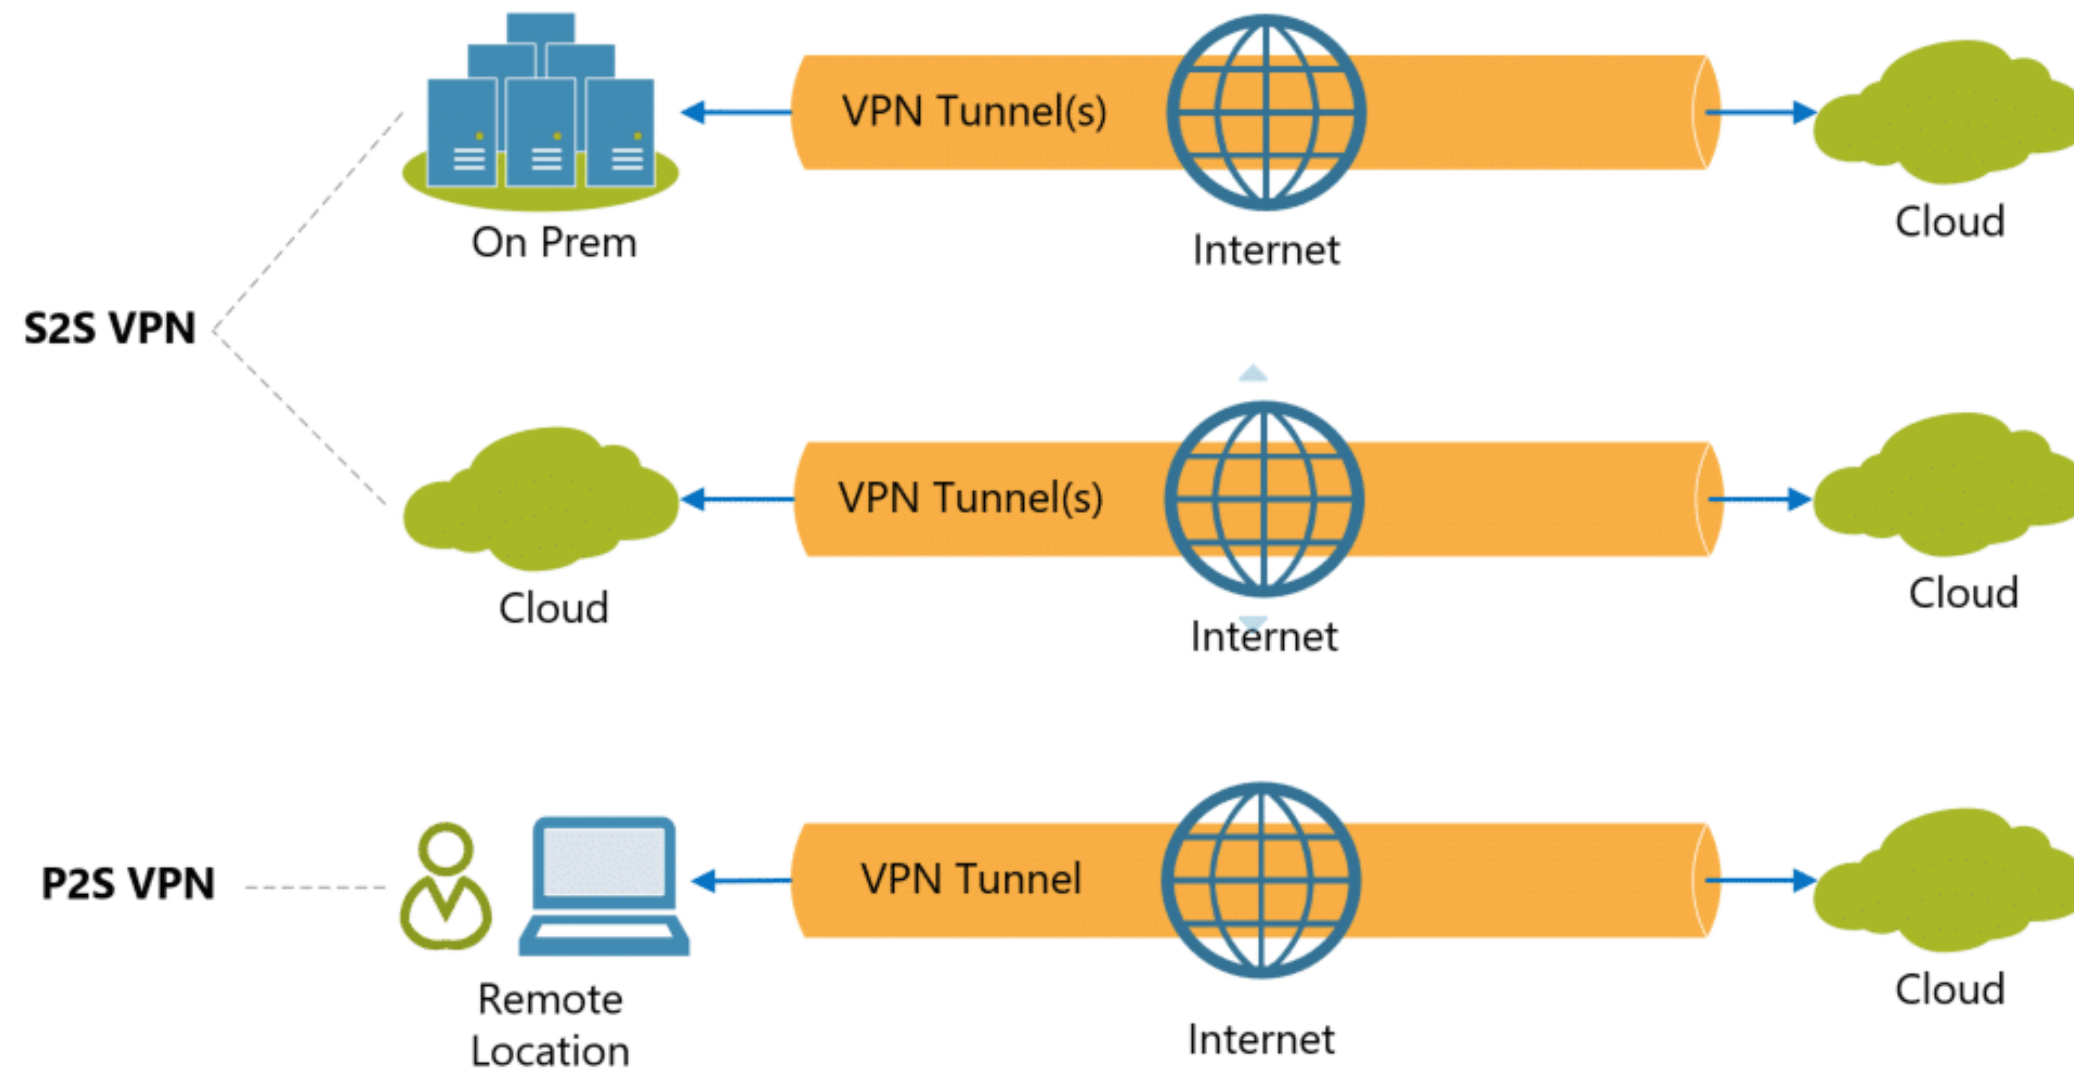 VPN Tunnel(s)
On Prem
Internet
Cloud
S2S VPN
VPN Tunnel(s)
Cloud
Internet
Cloud
P2S VPN
VPN Tunnel
Remote
Location
Internet
Cloud